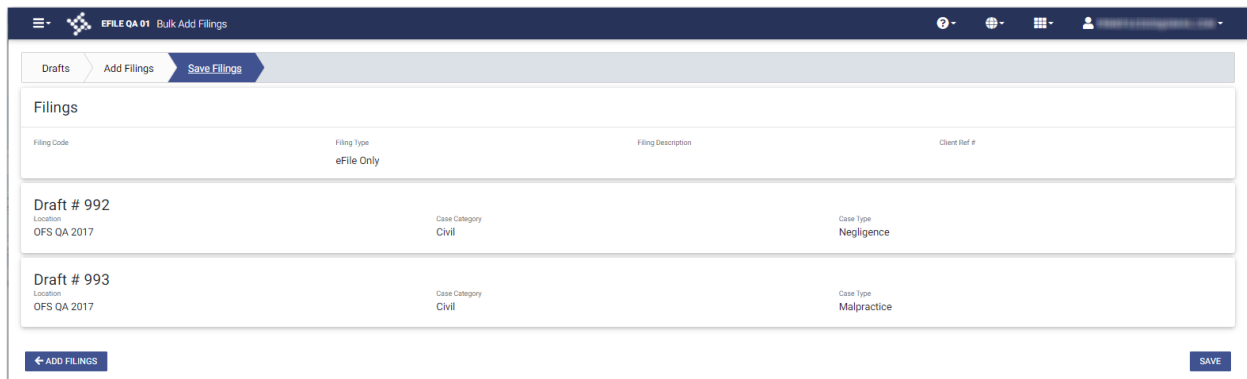 EFILE QA 01 Bulk Add Filings
Drafts Add Filings Save Filings
Filings
Filing Code Filing Type Filing Description Client Ref #
eFile Only
Draft # 992
Location Case Category Case Type
OFS QA 2017 Civil Negligence
Draft # 993
Location Case Category Case Type
OFS QA 2017 Civil Malpractice
ADD FILINGS SAVE